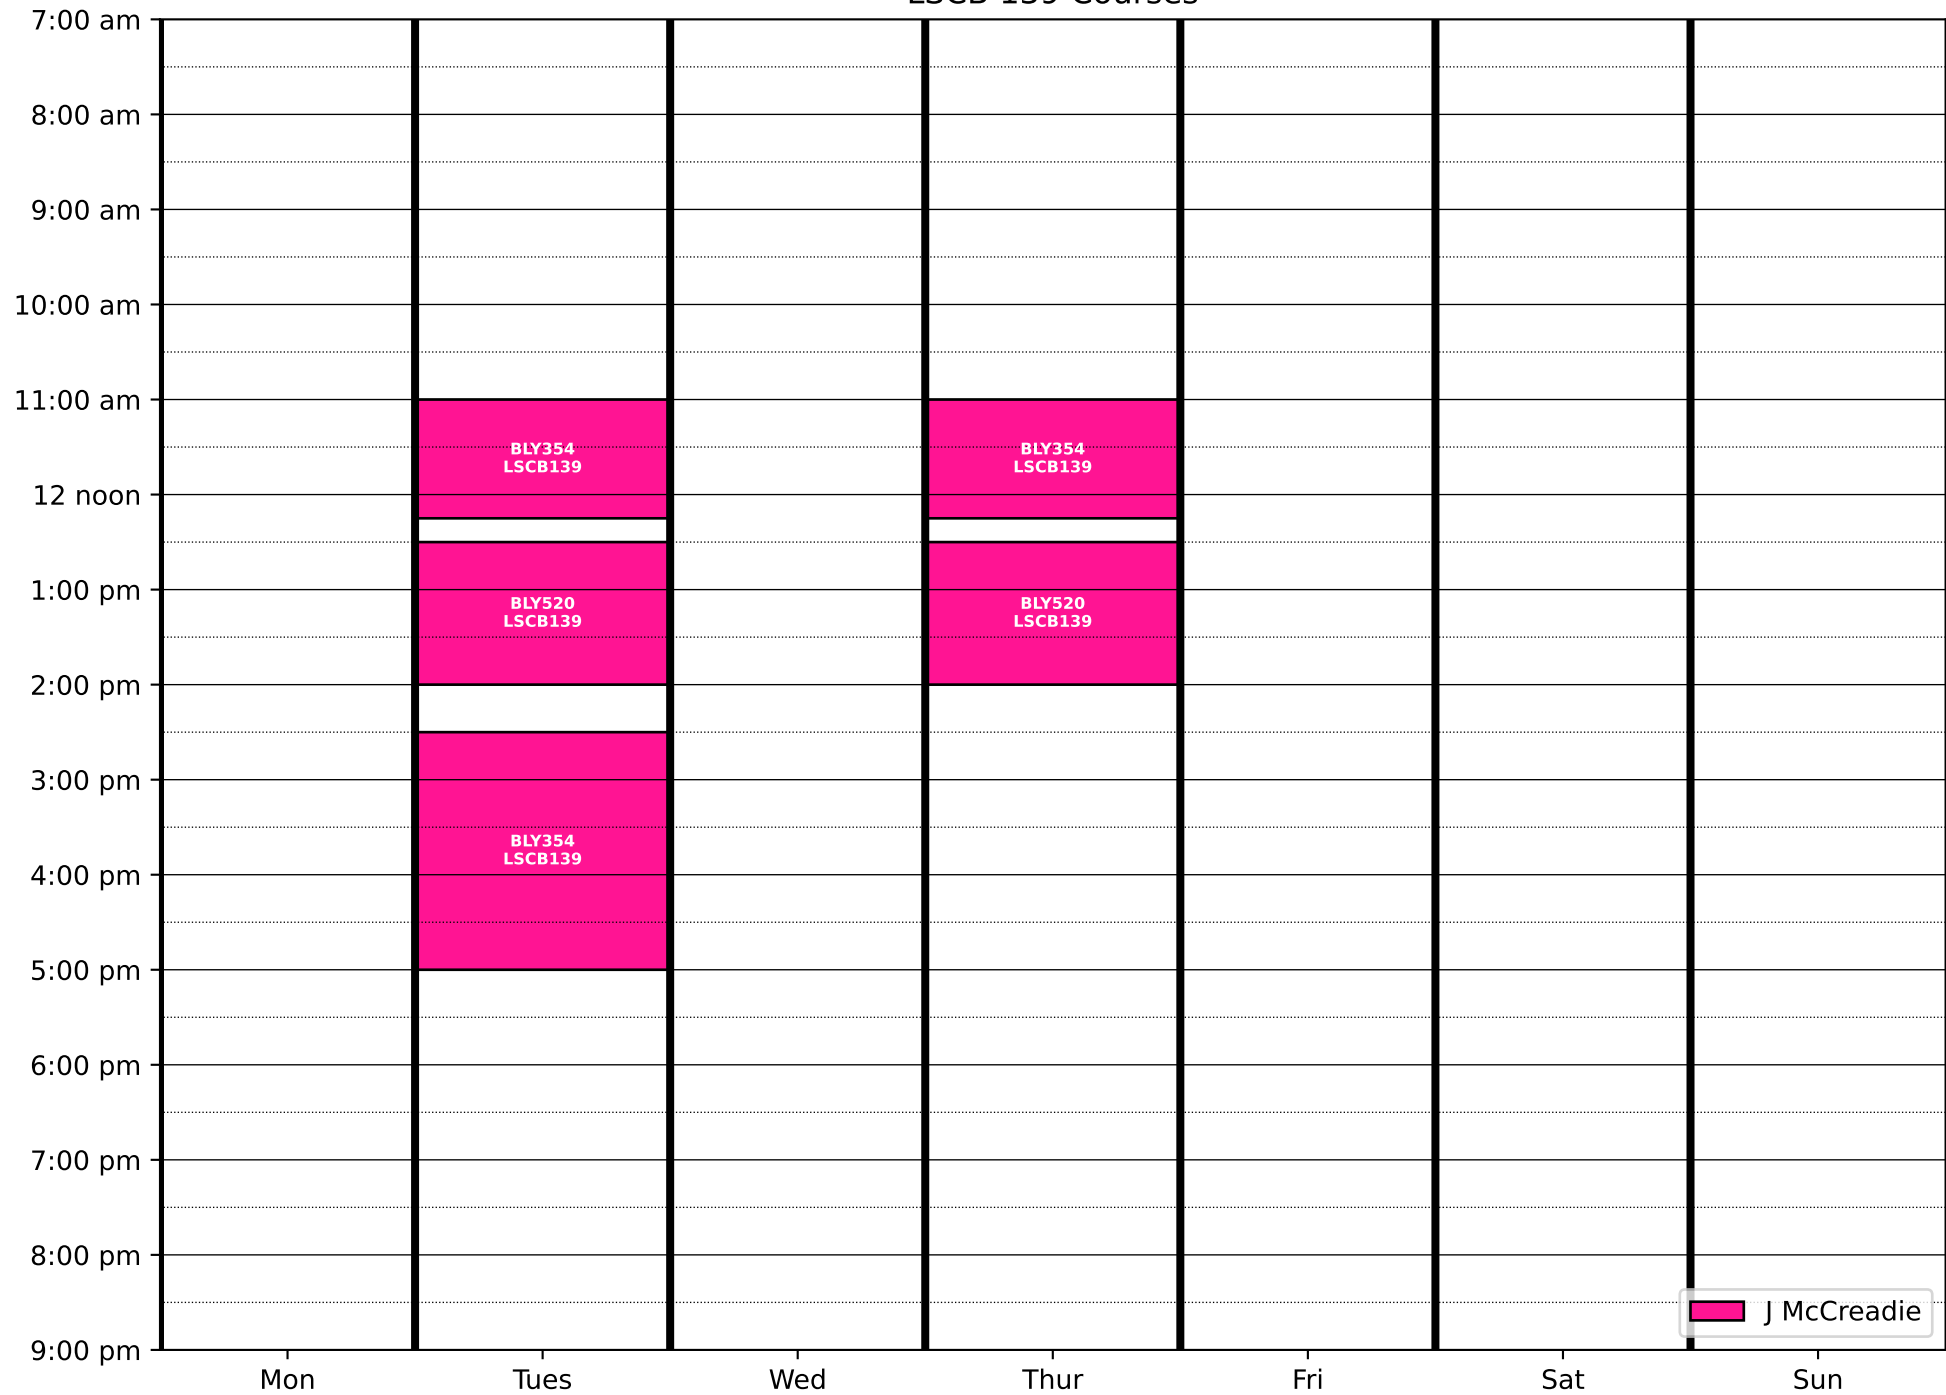 LSCB 139 Courses
7:00 am
8:00 am
9:00 am
10:00 am
11:00 am
12 noon
1:00 pm
2:00 pm
3:00 pm
4:00 pm
5:00 pm
6:00 pm
7:00 pm
8:00 pm
9:00 pm
BLY354
LSCB139
BLY520
LSCB139
BLY354
LSCB139
BLY354
LSCB139
BLY520
LSCB139
J McCreadie
Mon
Tues
Wed
Thur
Fri
Sat
Sun